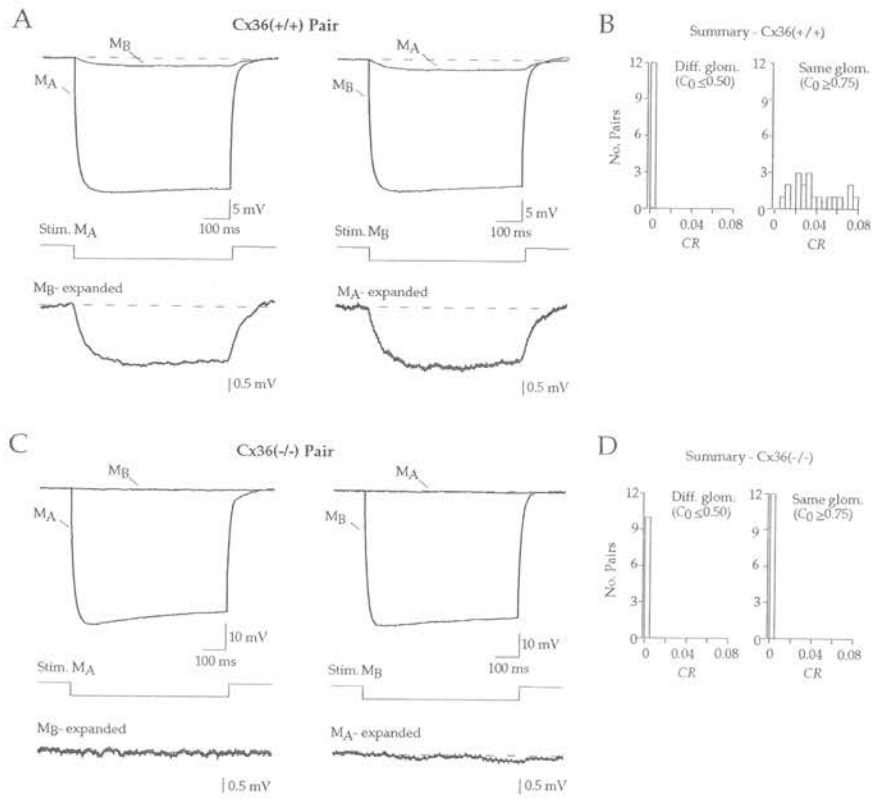 A
Cx36(+/+) Pair
MB
MA
5 mV
100 ms
Stim. MA
MB- expanded
0.5 mV
MA
MB
5 mV
100 ms
Stim. MB
MA- expanded
0.5 mV
B
Summary - Cx36(+/+)
No. Pairs
12
9
6
3
0
Diff. glom.
(C0 ≤0.50)
0 0.04 0.08
CR
12
9
6
3
0
Same glom.
(C0 ≥0.75)
0 0.04 0.08
CR
C
Cx36(-/-) Pair
MB
MA
10 mV
100 ms
Stim. MA
MB- expanded
0.5 mV
MA
MB
10 mV
100 ms
Stim. MB
MA- expanded
0.5 mV
D
Summary - Cx36(-/-)
No. Pairs
12
9
6
3
0
Diff. glom.
(C0 ≤0.50)
0 0.04 0.08
CR
12
9
6
3
0
Same glom.
(C0 ≥0.75)
0 0.04 0.08
CR